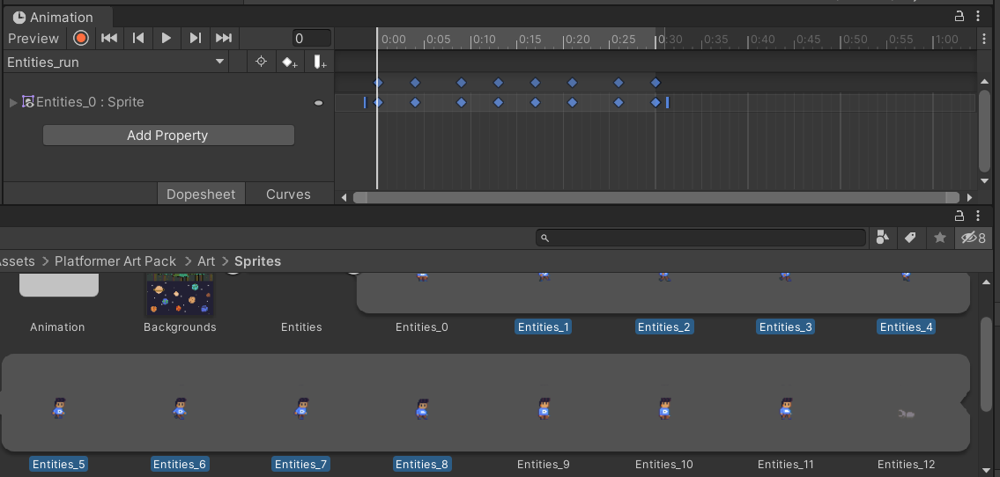 Animation
Preview 0 0:00 0:05 0:10 0:15 0:20 0:25 0:30 0:35 0:40 0:45 0:50 0:55 1:00
Entities_run
Entities_0 : Sprite
Add Property
Dopesheet Curves
8
ssets > Platformer Art Pack > Art > Sprites
Animation Backgrounds Entities Entities_0 Entities_1 Entities_2 Entities_3 Entities_4
Entities_5 Entities_6 Entities_7 Entities_8 Entities_9 Entities_10 Entities_11 Entities_12